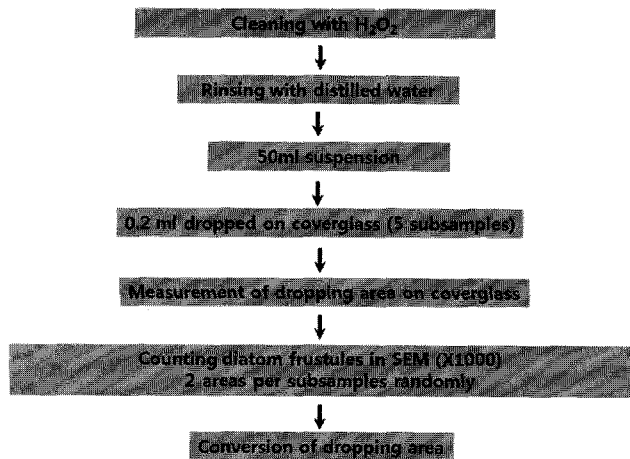 Cleaning with H₂O₂
Rinsing with distilled water
50ml suspension
0.2 ml dropped on coverglass (5 subsamples)
Measurement of dropping area on coverglass
Counting diatom frustules in SEM (X1000)
2 areas per subsamples randomly
Conversion of dropping area